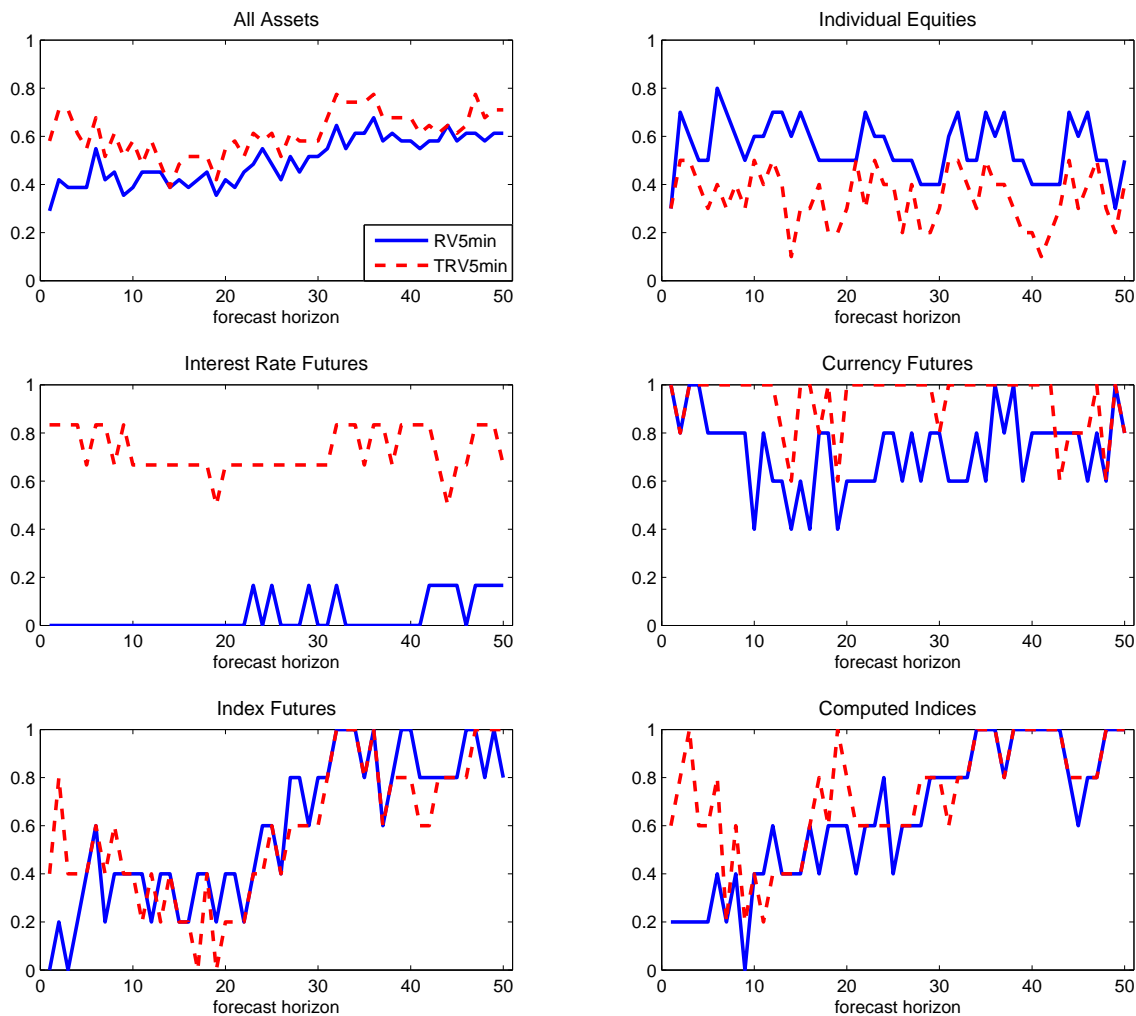 All Assets
1
0.8
0.6
0.4
0.2
0
0 10 20 30 40 50
forecast horizon
RV5min
TRV5min
Individual Equities
1
0.8
0.6
0.4
0.2
0
0 10 20 30 40 50
forecast horizon
Interest Rate Futures
1
0.8
0.6
0.4
0.2
0
0 10 20 30 40 50
forecast horizon
Currency Futures
1
0.8
0.6
0.4
0.2
0
0 10 20 30 40 50
forecast horizon
Index Futures
1
0.8
0.6
0.4
0.2
0
0 10 20 30 40 50
forecast horizon
Computed Indices
1
0.8
0.6
0.4
0.2
0
0 10 20 30 40 50
forecast horizon